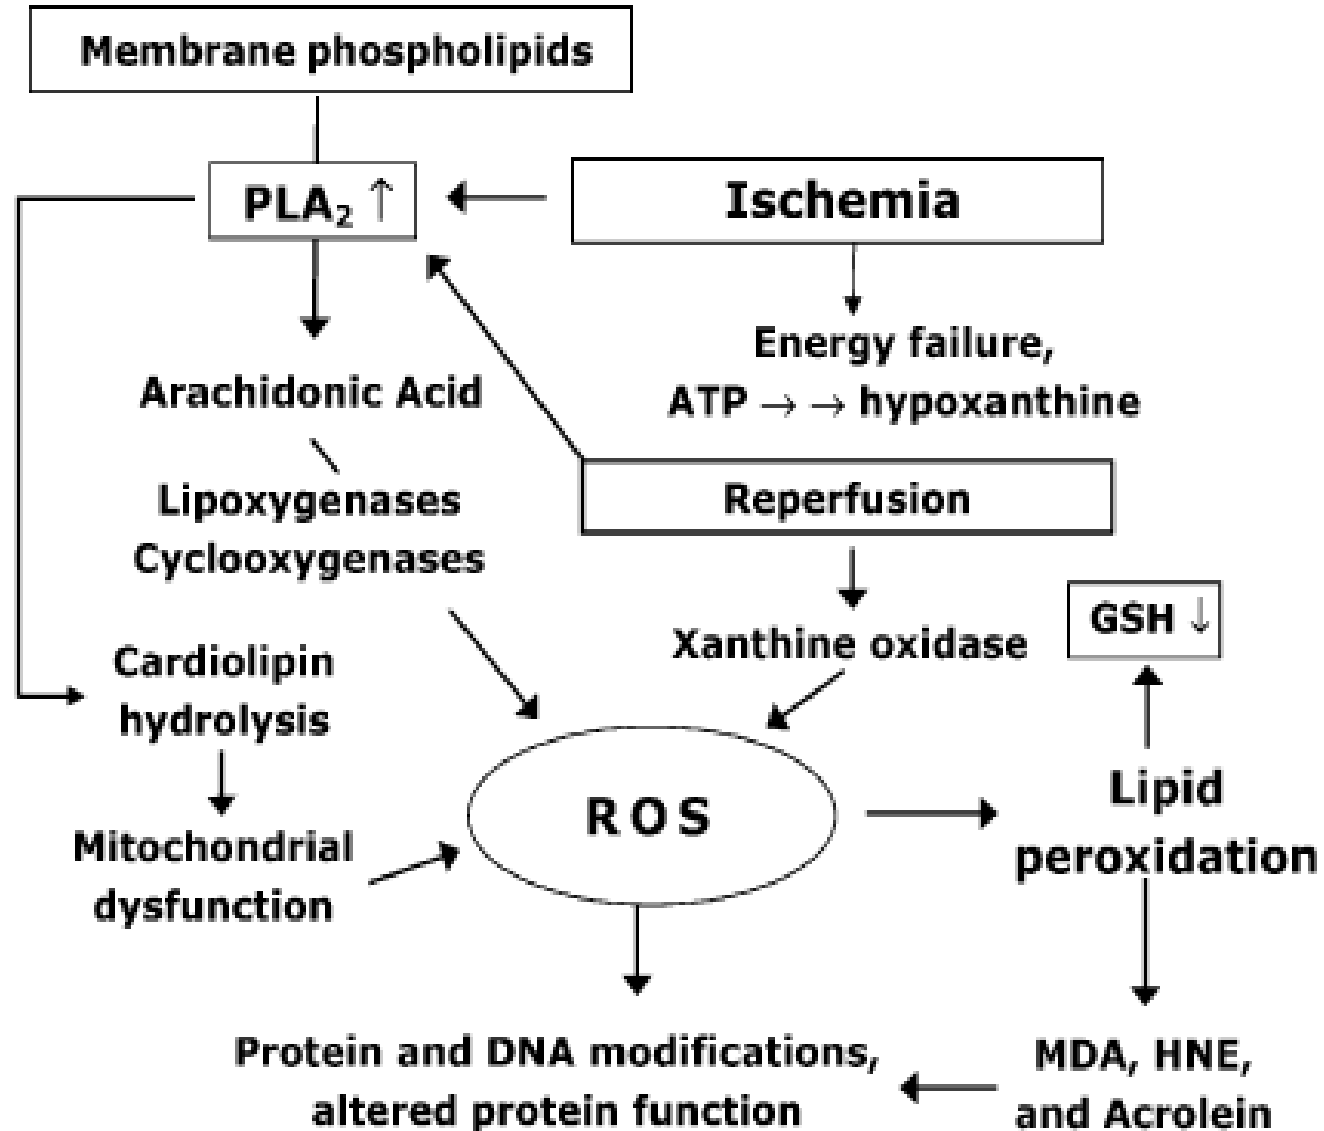 Membrane phospholipids
PLA₂ ↑
Ischemia
Energy failure,
ATP → → hypoxanthine
Arachidonic Acid
Lipoxygenases
Cyclooxygenases
Reperfusion
Xanthine oxidase
GSH ↓
Cardiolipin
hydrolysis
Mitochondrial
dysfunction
ROS
Lipid
peroxidation
Protein and DNA modifications,
altered protein function
MDA, HNE,
and Acrolein